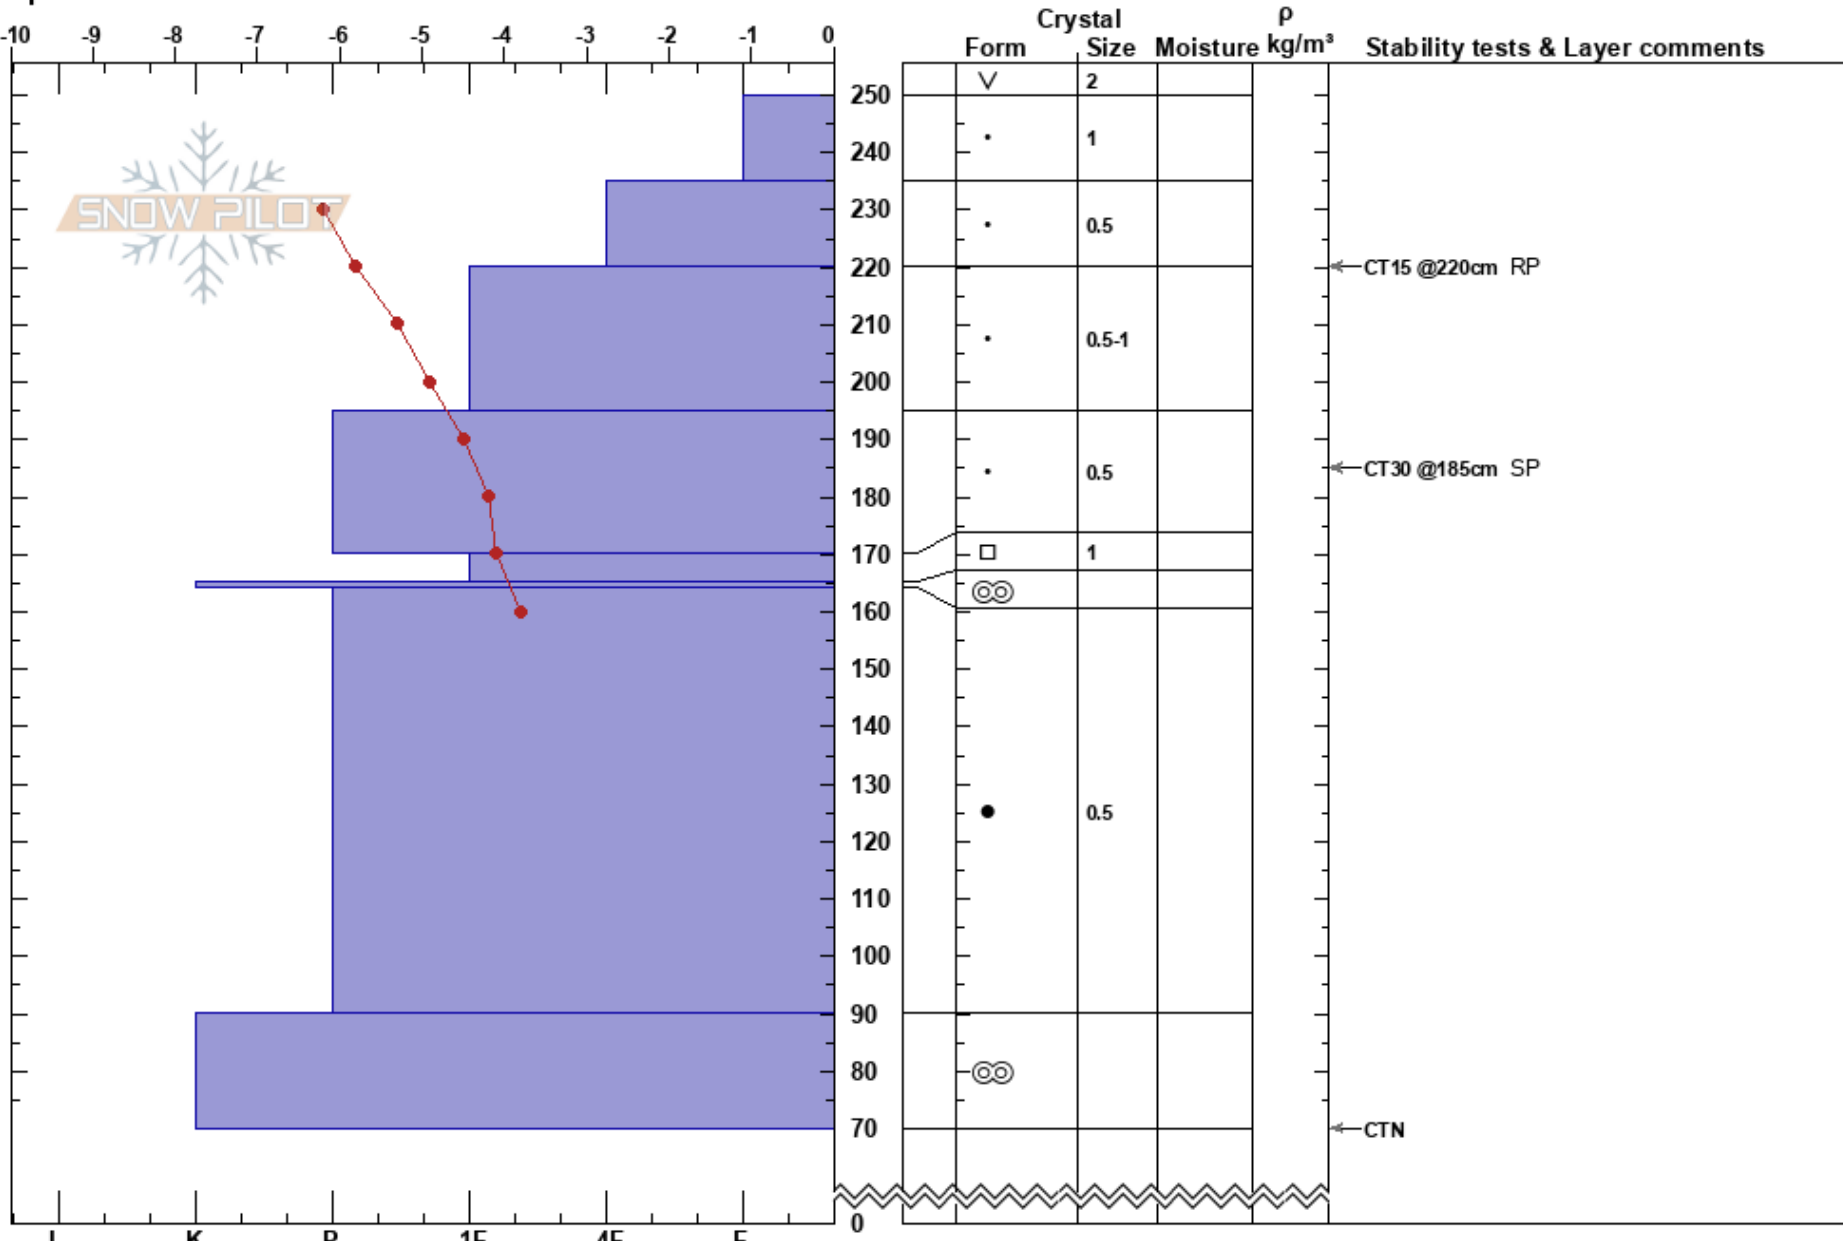 Crystal ρ
-10 -9 -8 -7 -6 -5 -4 -3 -2 -1 0
Form Size Moisture kg/m³ Stability tests & Layer comments
2
250
1
240
SNOW PILOT
230
0.5
220 CT15 @220cm RP
210
0.5-1
200
190
0.5 CT30 @185cm SP
180
170 1
160
150
140
130
0.5
120
110
100
90
80
70 CTN
0
K P 1F 4F F